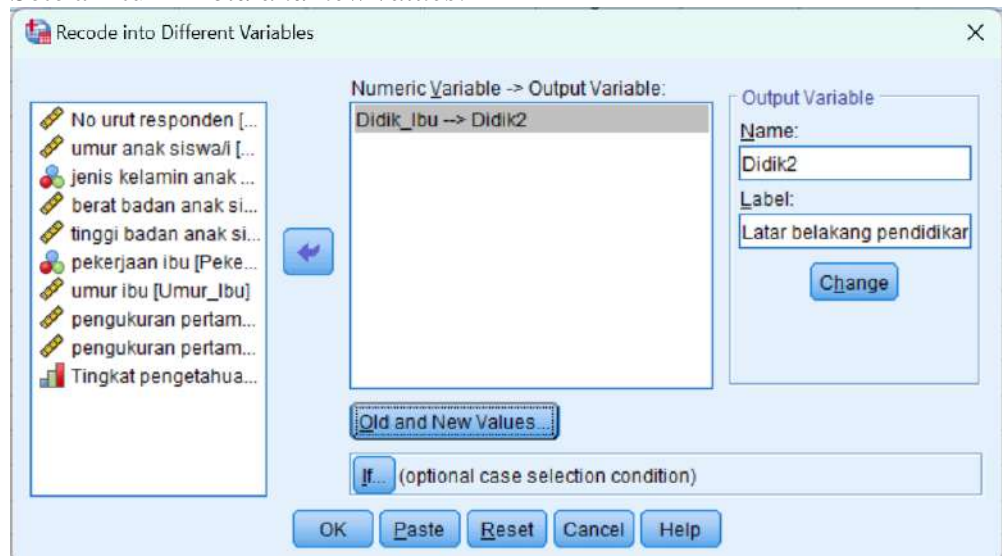 Recode into Different Variables
No urut responden [...
umur anak siswa/i [...
jenis kelamin anak ...
berat badan anak si...
tinggi badan anak si...
pekerjaan ibu [Peke...
umur ibu [Umur_Ibu]
pengukuran pertam...
pengukuran pertam...
Tingkat pengetahua...
Numeric Variable -> Output Variable:
Didik_Ibu --> Didik2
Output Variable
Name:
Didik2
Label:
Latar belakang pendidikan
Change
Old and New Values...
If... (optional case selection condition)
OK Paste Reset Cancel Help